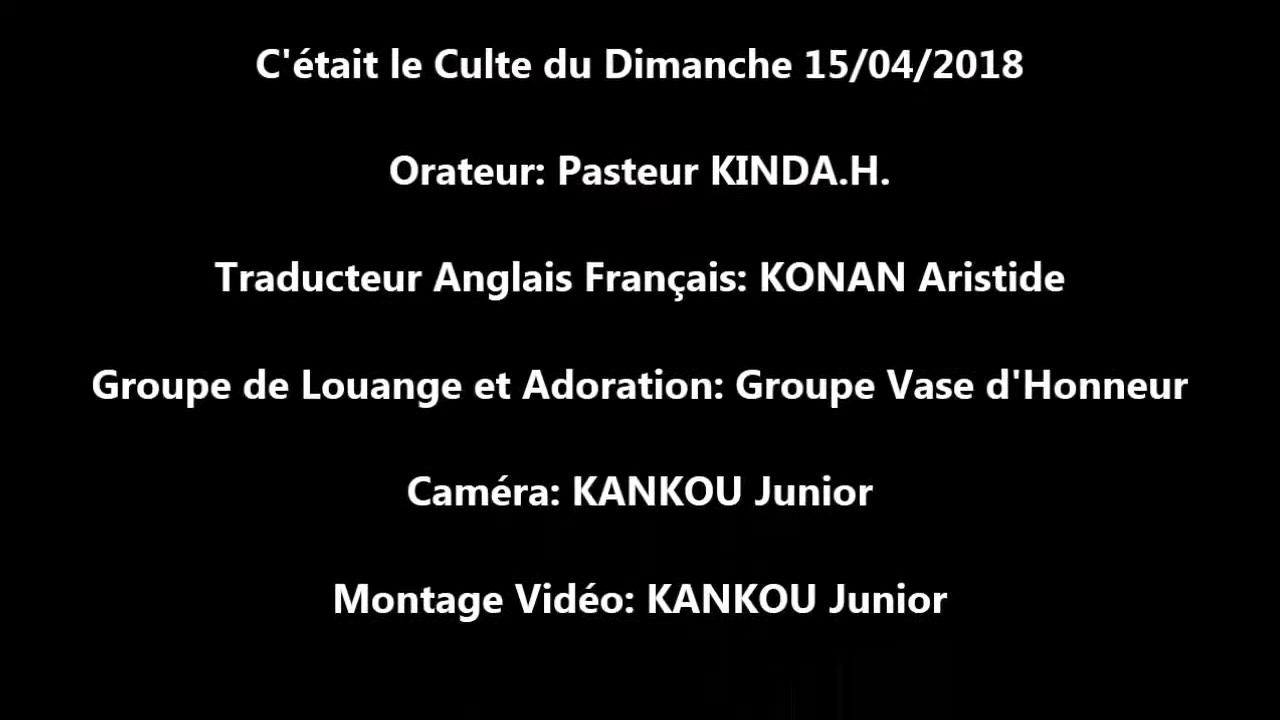 C'était le Culte du Dimanche 15/04/2018
Orateur: Pasteur KINDA.H.
Traducteur Anglais Français: KONAN Aristide
Groupe de Louange et Adoration: Groupe Vase d'Honneur
Caméra: KANKOU Junior
Montage Vidéo: KANKOU Junior